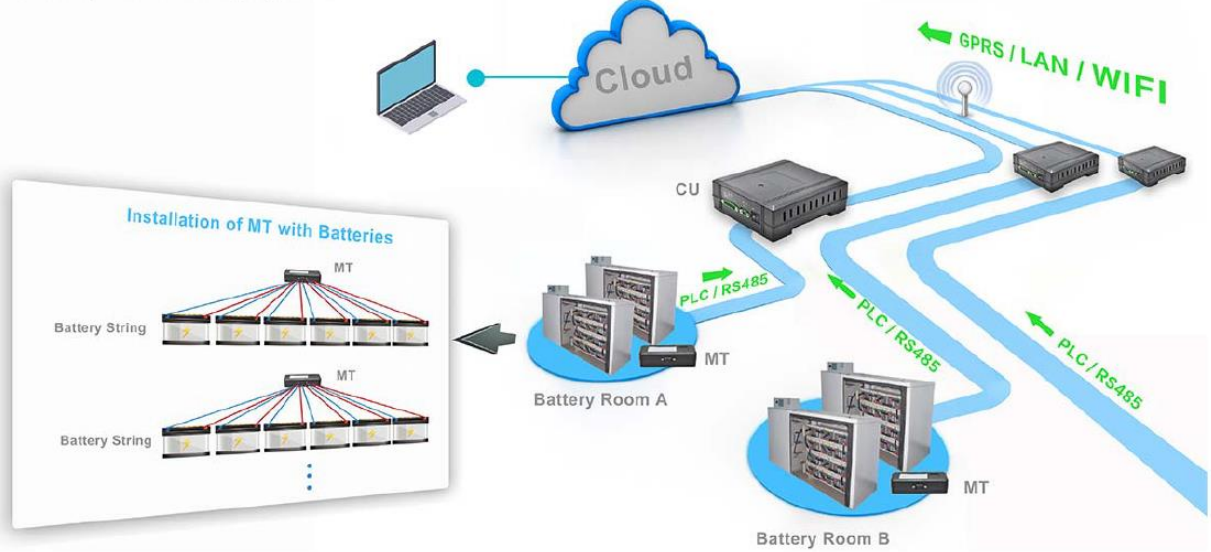 GPRS / LAN / WIFI
Cloud
CU
Installation of MT with Batteries
MT
Battery String
MT
Battery String
PLC / RS485
MT
Battery Room A
PLC / RS485
PLC / RS485
MT
Battery Room B